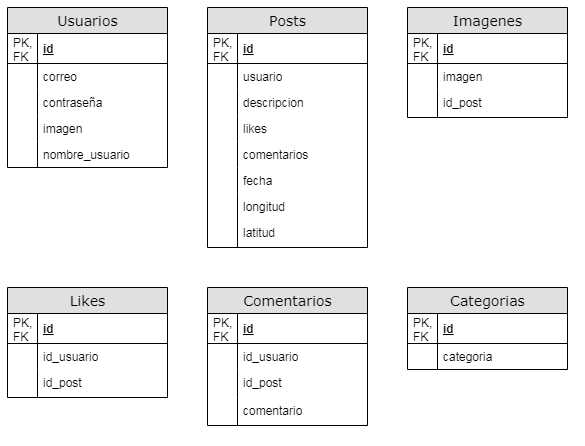 Usuarios
PK,
FK
id
correo
contraseña
imagen
nombre_usuario
Posts
PK,
FK
id
usuario
descripcion
likes
comentarios
fecha
longitud
latitud
Imagenes
PK,
FK
id
imagen
id_post
Likes
PK,
FK
id
id_usuario
id_post
Comentarios
PK,
FK
id
id_usuario
id_post
comentario
Categorias
PK,
FK
id
categoria